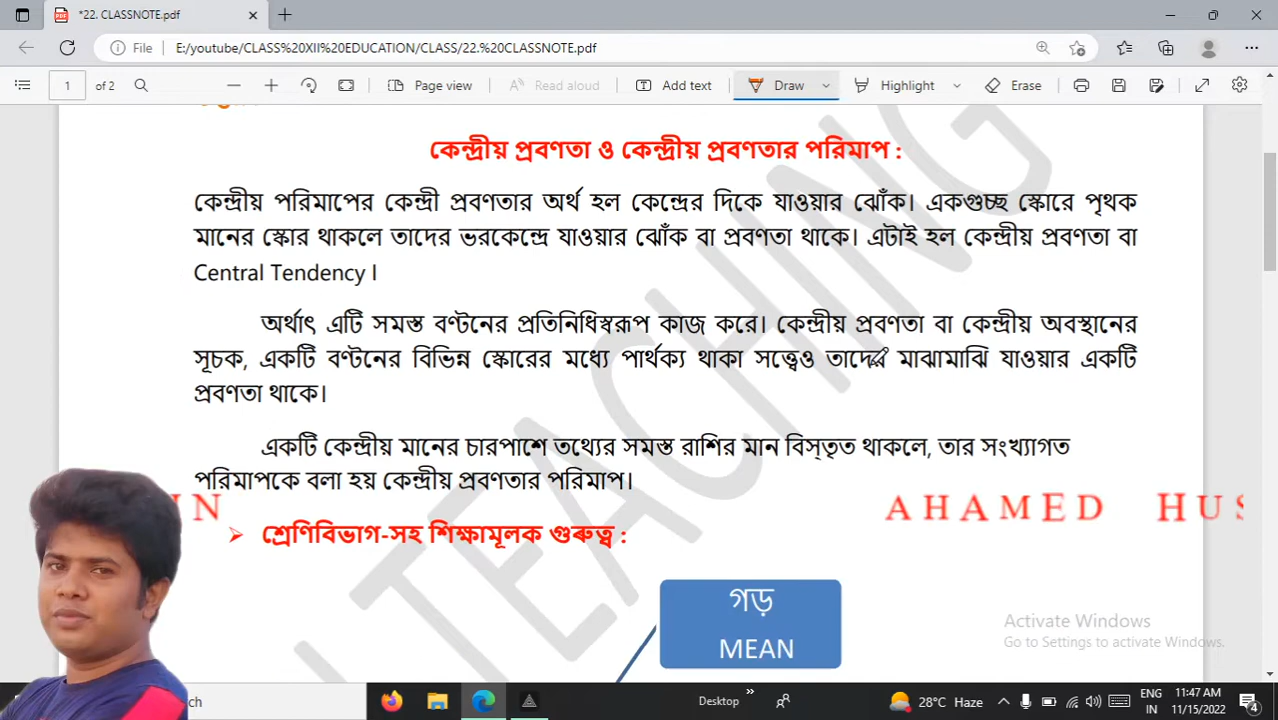 *22. CLASSNOTE.pdf
File E:/youtube/CLASS%20XII%20EDUCATION/CLASS/22.%20CLASSNOTE.pdf
1 of 2 Page view Read aloud Add text Draw Highlight Erase
কেন্দ্রীয় প্রবণতা ও কেন্দ্রীয় প্রবণতার পরিমাপ :
কেন্দ্রীয় পরিমাপের কেন্দ্রী প্রবণতার অর্থ হল কেন্দ্রের দিকে যাওয়ার ঝোঁক। একগুচ্ছ স্কোরে পৃথক
মানের স্কোর থাকলে তাদের ভরকেন্দ্রে যাওয়ার ঝোঁক বা প্রবণতা থাকে। এটাই হল কেন্দ্রীয় প্রবণতা বা
Central Tendency।
অর্থাৎ এটি সমস্ত বণ্টনের প্রতিনিধিস্বরূপ কাজ করে। কেন্দ্রীয় প্রবণতা বা কেন্দ্রীয় অবস্থানের
সূচক, একটি বণ্টনের বিভিন্ন স্কোরের মধ্যে পার্থক্য থাকা সত্ত্বেও তাদের মাঝামাঝি যাওয়ার একটি
প্রবণতা থাকে।
একটি কেন্দ্রীয় মানের চারপাশে তথ্যের সমস্ত রাশির মান বিস্তৃত থাকলে, তার সংখ্যাগত
পরিমাপকে বলা হয় কেন্দ্রীয় প্রবণতার পরিমাপ।
IN AHAMED HUS
শ্রেণিবিভাগ-সহ শিক্ষামূলক গুরুত্ব :
গড়
MEAN
TEACHING
Activate Windows
Go to Settings to activate Windows.
Desktop 28°C Haze ENG IN 11:47 AM 11/15/2022 4